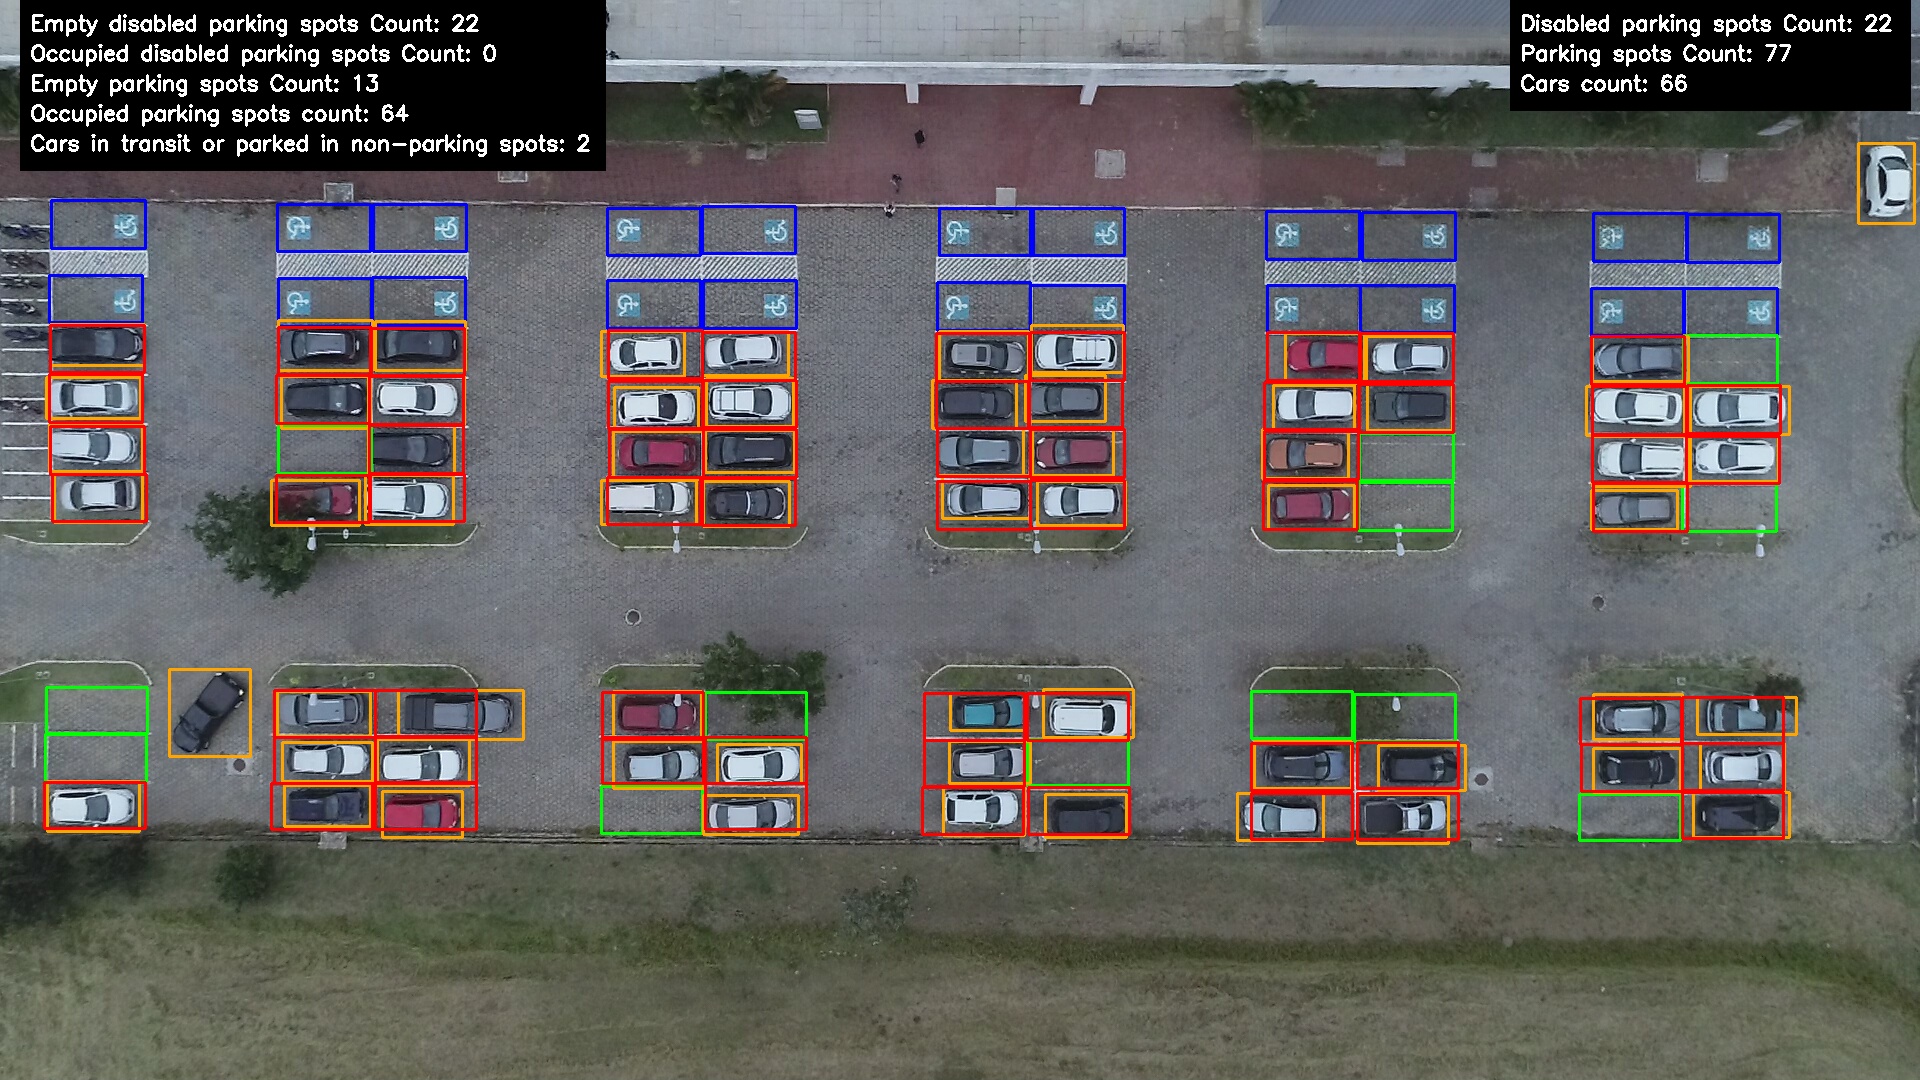 Empty disabled parking spots Count: 22
Occupied disabled parking spots Count: 0
Empty parking spots Count: 13
Occupied parking spots count: 64
Cars in transit or parked in non-parking spots: 2
Disabled parking spots Count: 22
Parking spots Count: 77
Cars count: 66